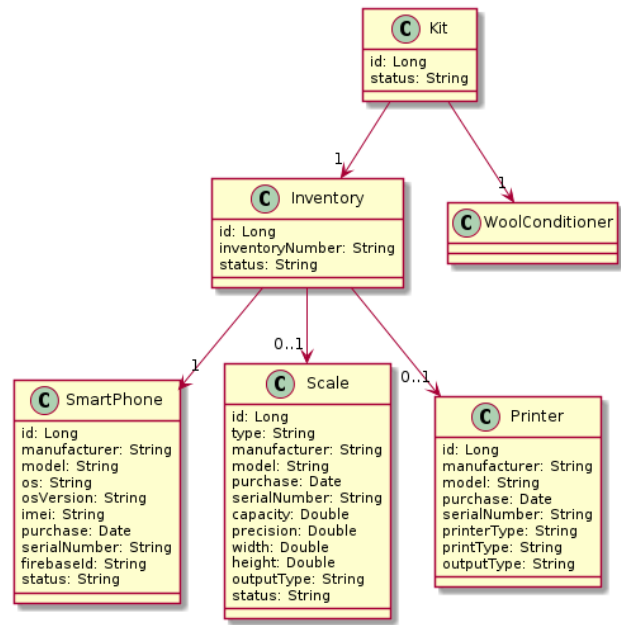 C Kit
id: Long
status: String
1
1
C Inventory
id: Long
inventoryNumber: String
status: String
C WoolConditioner
1
0..1
0..1
C SmartPhone
id: Long
manufacturer: String
model: String
os: String
osVersion: String
imei: String
purchase: Date
serialNumber: String
firebaseId: String
status: String
C Scale
id: Long
type: String
manufacturer: String
model: String
purchase: Date
serialNumber: String
capacity: Double
precision: Double
width: Double
height: Double
outputType: String
status: String
C Printer
id: Long
manufacturer: String
model: String
purchase: Date
serialNumber: String
printerType: String
printType: String
outputType: String